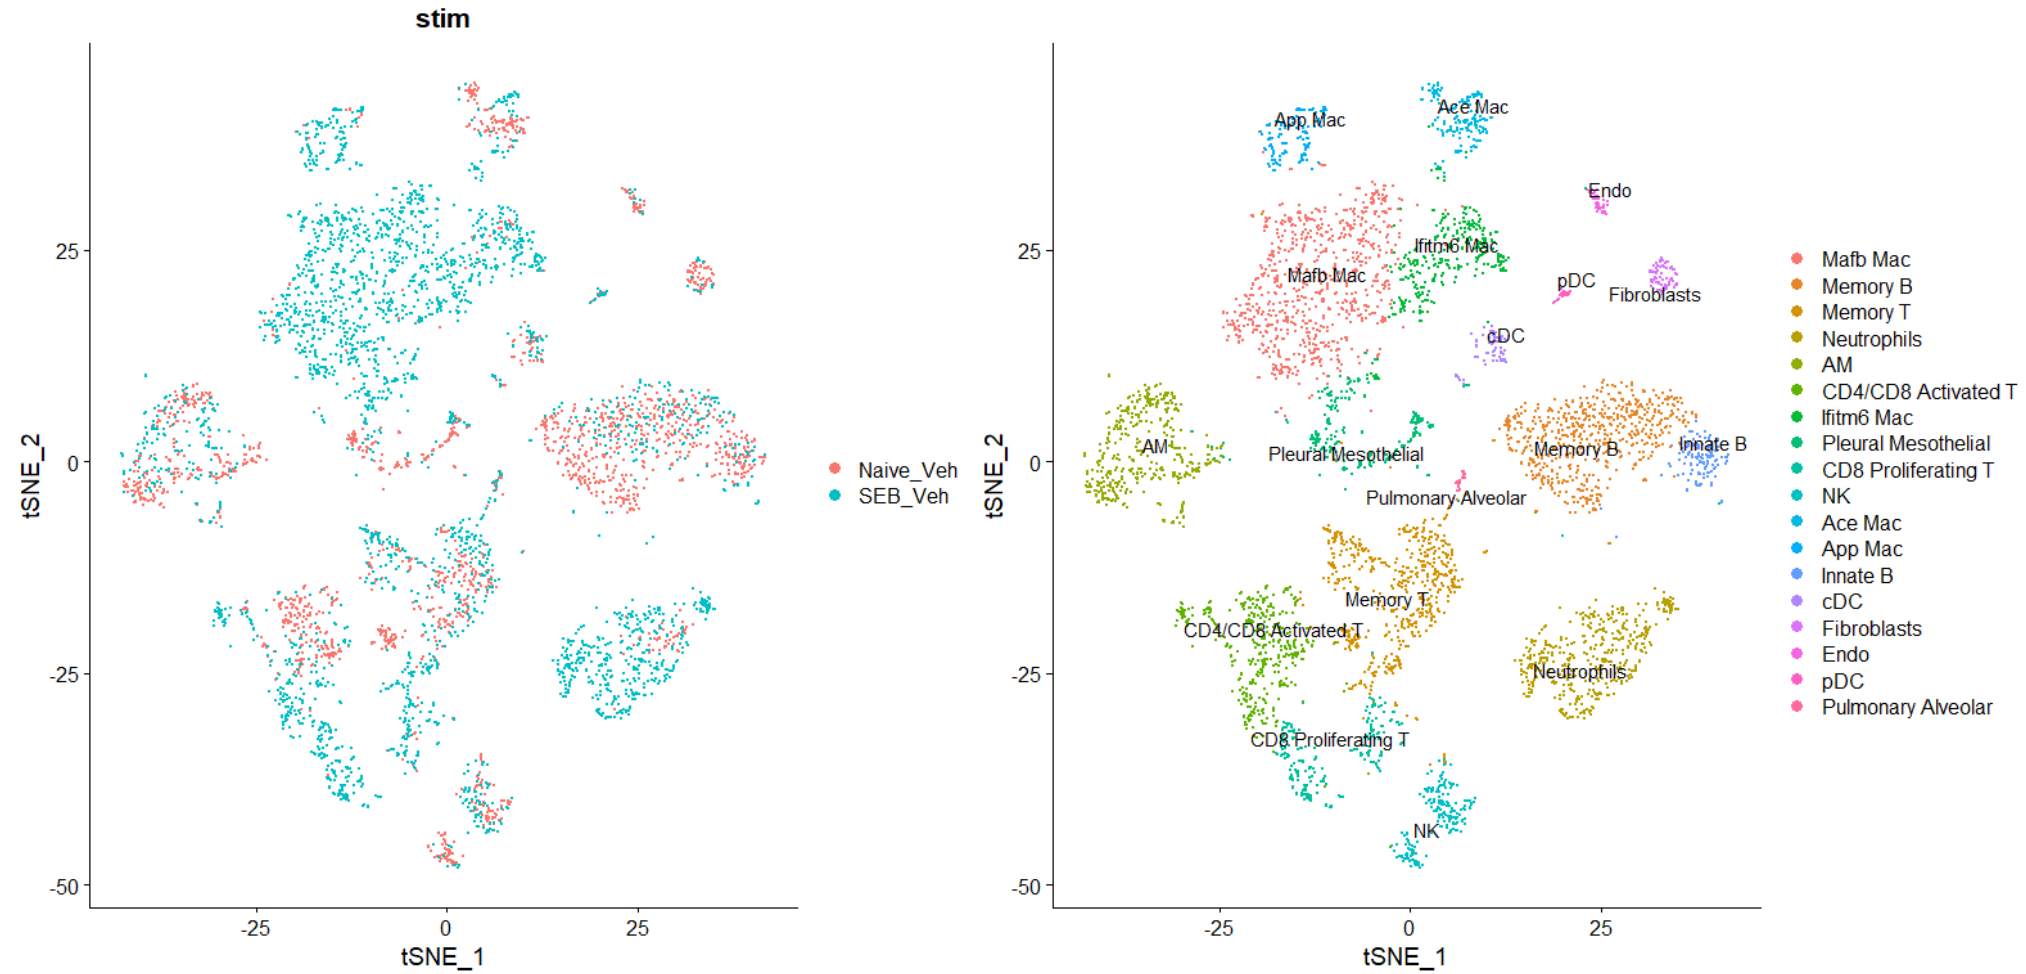 stim
25
0
-25
-50
-25
0
25
tSNE_1
tSNE_2
Naive_Veh
SEB_Veh
25
0
-25
-50
-25
0
25
tSNE_1
tSNE_2
App Mac
Ace Mac
Endo
Ifitm6 Mac
Mafb Mac
pDC
Fibroblasts
cDC
AM
Pleural Mesothelial
Memory B
Innate B
Pulmonary Alveolar
Memory T
CD4/CD8 Activated T
Neutrophils
CD8 Proliferating T
NK
Mafb Mac
Memory B
Memory T
Neutrophils
AM
CD4/CD8 Activated T
Ifitm6 Mac
Pleural Mesothelial
CD8 Proliferating T
NK
Ace Mac
App Mac
Innate B
cDC
Fibroblasts
Endo
pDC
Pulmonary Alveolar